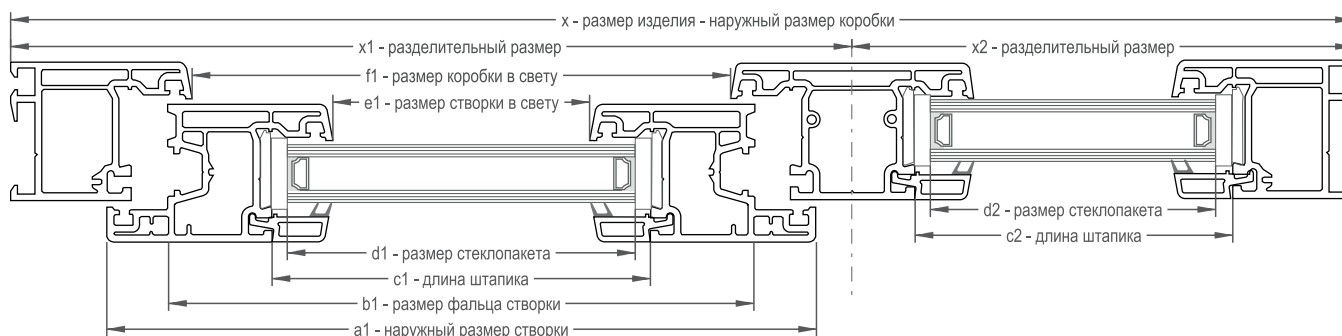 x - размер изделия - наружный размер коробки
x1 - разделительный размер
x2 - разделительный размер
f1 - размер коробки в свету
e1 - размер створки в свету
d2 - размер стеклопакета
c2 - длина штапика
d1 - размер стеклопакета
c1 - длина штапика
b1 - размер фальца створки
a1 - наружный размер створки